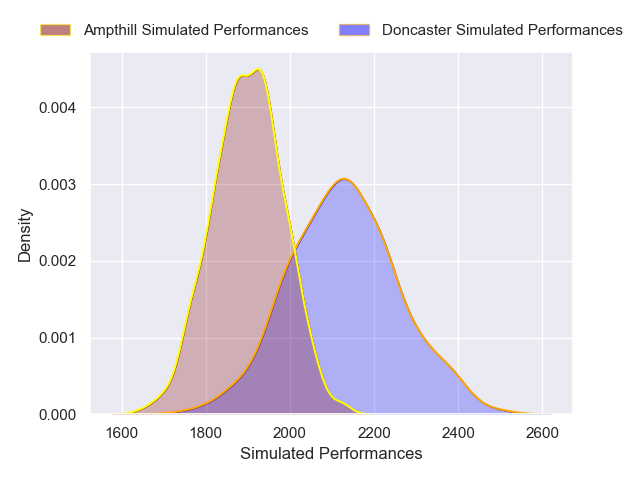 Ampthill Simulated Performances Doncaster Simulated Performances
0.004
0.003
0.002
0.001
0.000
Density
1600 1800 2000 2200 2400 2600
Simulated Performances